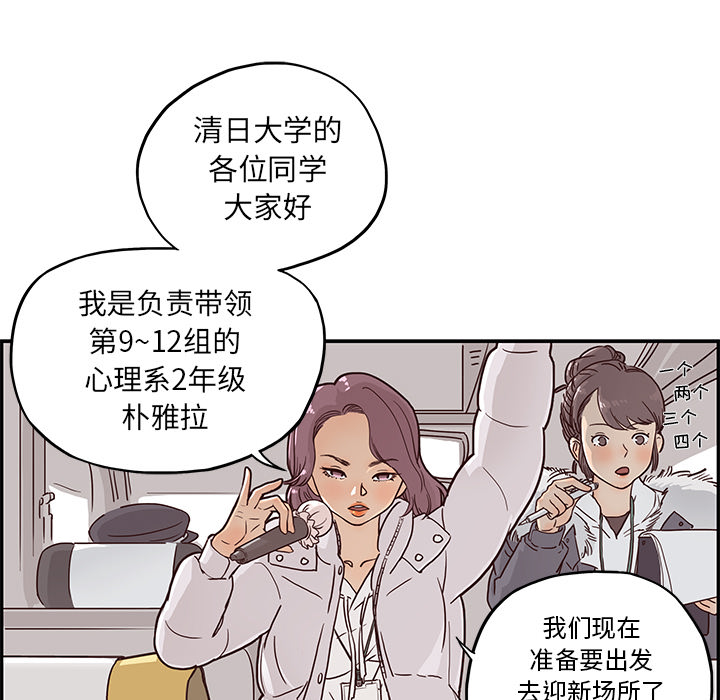 清日大学的
各位同学
大家好
我是负责带领
第9~12组的
心理系2年级
朴雅拉
一个
两个
三个
四个
我们现在
准备要出发
去迎新场所了